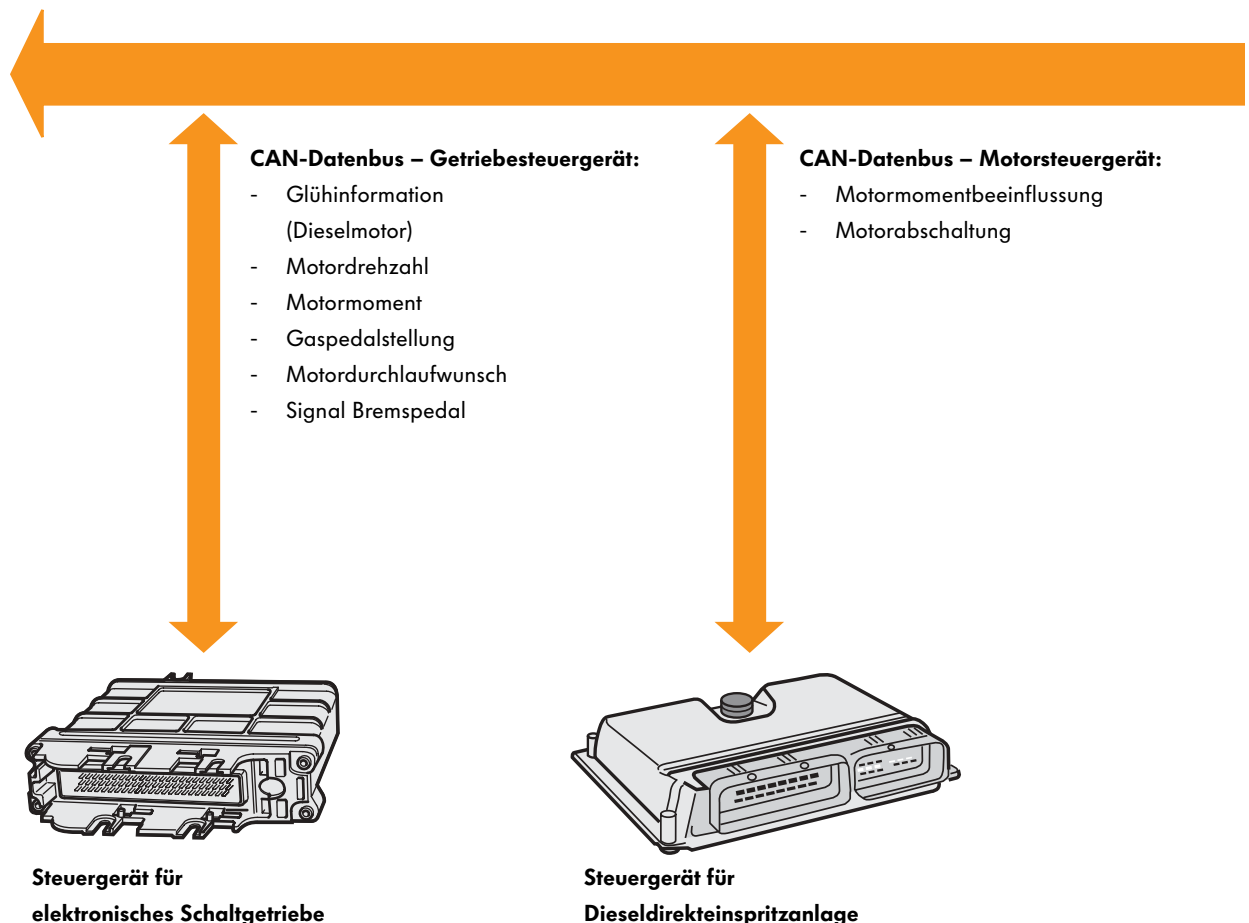 CAN-Datenbus – Getriebesteuergerät:
- Glühinformation
(Dieselmotor)
- Motordrehzahl
- Motormoment
- Gaspedalstellung
- Motordurchlaufwunsch
- Signal Bremspedal
CAN-Datenbus – Motorsteuergerät:
- Motormomentbeeinflussung
- Motorabschaltung
Steuergerät für
elektronisches Schaltgetriebe
Steuergerät für
Dieseldirekteinspritzanlage